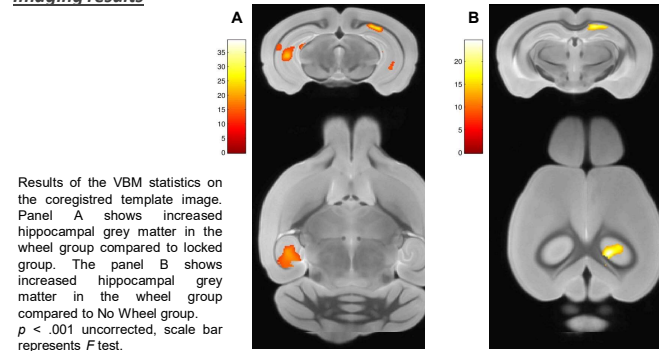 Imaging results
A
B
35
30
25
20
15
10
5
0
20
15
10
5
0
Results of the VBM statistics on
the coregistred template image.
Panel A shows increased
hippocampal grey matter in the
wheel group compared to locked
group. The panel B shows
increased hippocampal grey
matter in the wheel group
compared to No Wheel group.
p < .001 uncorrected, scale bar
represents F test.